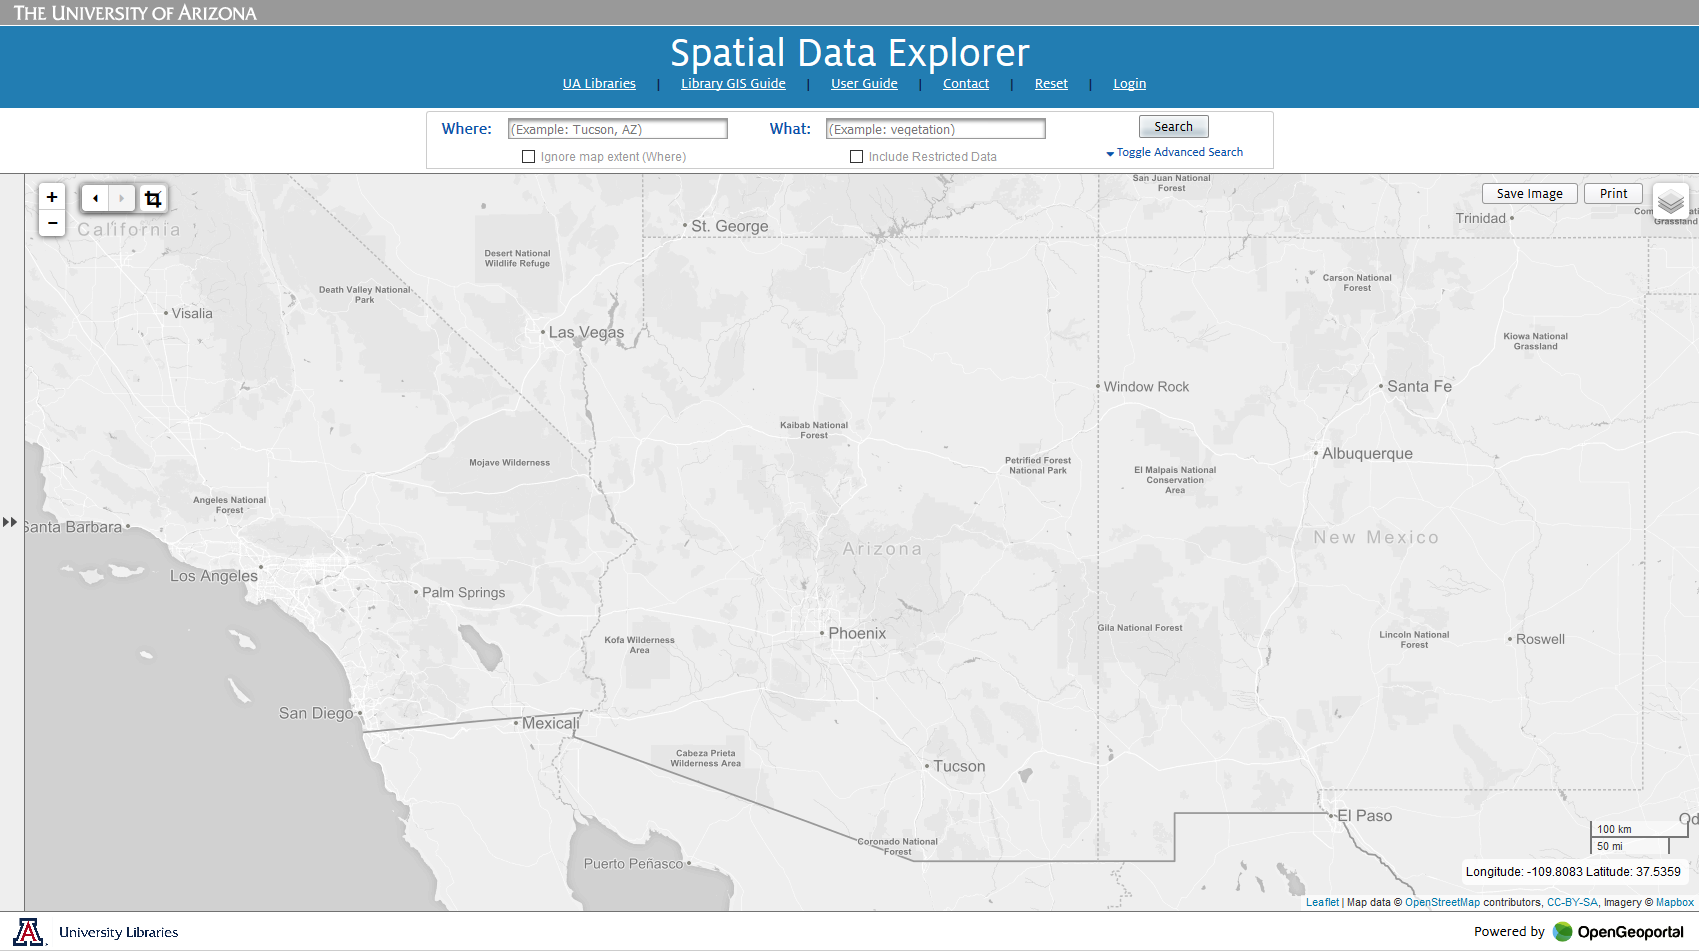 THE UNIVERSITY OF ARIZONA
Spatial Data Explorer
UA Libraries | Library GIS Guide | User Guide | Contact | Reset | Login
Where: (Example: Tucson, AZ) What: (Example: vegetation) Search
Ignore map extent (Where) Include Restricted Data Toggle Advanced Search
+
−
Save Image Print
San Juan National
Forest
California
St. George
Trinidad
Grassland
Desert National
Wildlife Refuge
Death Valley National
Park
Carson National
Forest
Visalia
Las Vegas
Kiowa National
Grassland
Window Rock
Santa Fe
Kaibab National
Forest
Albuquerque
Mojave Wilderness
Petrified Forest
National Park
El Malpais National
Conservation
Area
Angeles National
Forest
Santa Barbara
Arizona
New Mexico
Los Angeles
Palm Springs
Phoenix
Kofa Wilderness
Area
Gila National Forest
Lincoln National
Forest
Roswell
San Diego
Mexicali
Cabeza Prieta
Wilderness Area
Tucson
El Paso
Od
100 km
50 mi
Coronado National
Forest
Puerto Peñasco
Longitude: -109.8083 Latitude: 37.5359
Leaflet | Map data © OpenStreetMap contributors, CC-BY-SA, Imagery © Mapbox
A University Libraries
Powered by OpenGeoportal